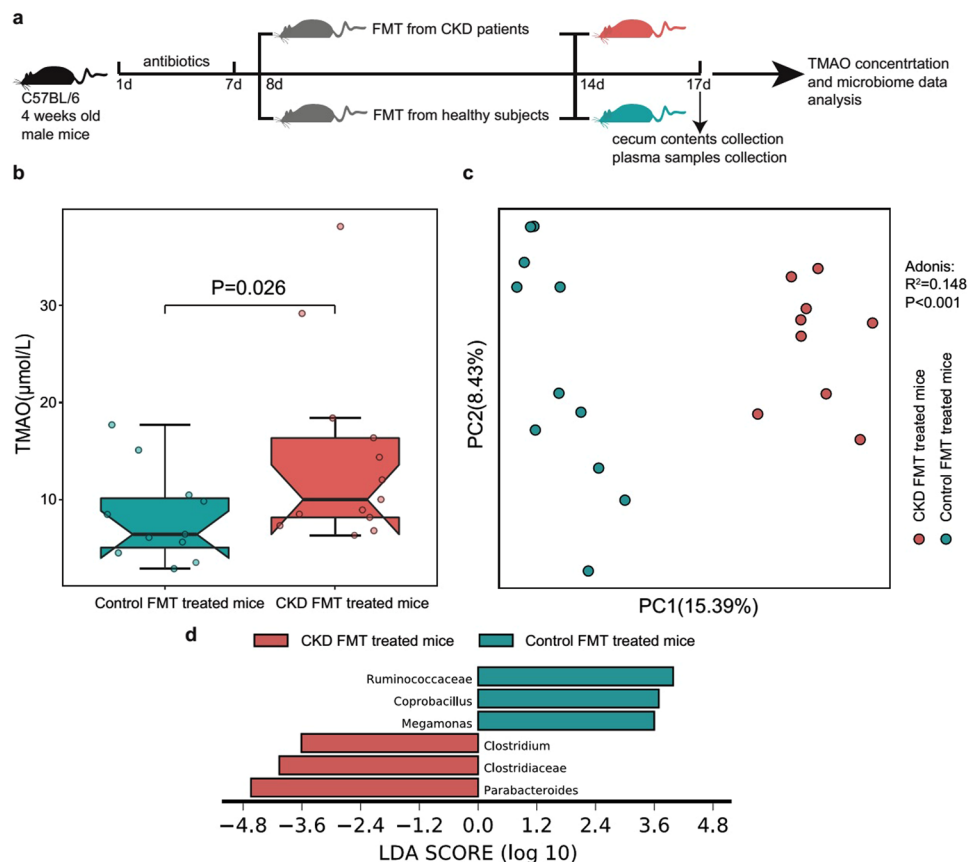 a
FMT from CKD patients
antibiotics
1d
7d
8d
14d
17d
TMAO concentrtation
and microbiome data
analysis
C57BL/6
4 weeks old
male mice
FMT from healthy subjects
cecum contents collection
plasma samples collection
b
TMAO(μmol/L)
30
20
10
P=0.026
Control FMT treated mice
CKD FMT treated mice
c
PC2(8.43%)
PC1(15.39%)
Adonis:
R²=0.148
P<0.001
CKD FMT treated mice
Control FMT treated mice
d
CKD FMT treated mice
Control FMT treated mice
Ruminococcaceae
Coprobacillus
Megamonas
Clostridium
Clostridiaceae
Parabacteroides
−4.8 −3.6 −2.4 −1.2 0.0 1.2 2.4 3.6 4.8
LDA SCORE (log 10)